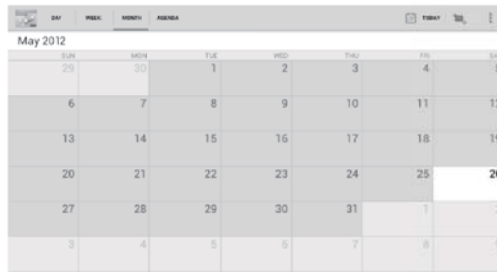 DAY WEEK MONTH AGENDA TODAY
May 2012
SUN MON TUE WED THU FRI
29 30 1 2 3 4
6 7 8 9 10 11
13 14 15 16 17 18
20 21 22 23 24 25
27 28 29 30 31 1
3 4 5 6 7 8